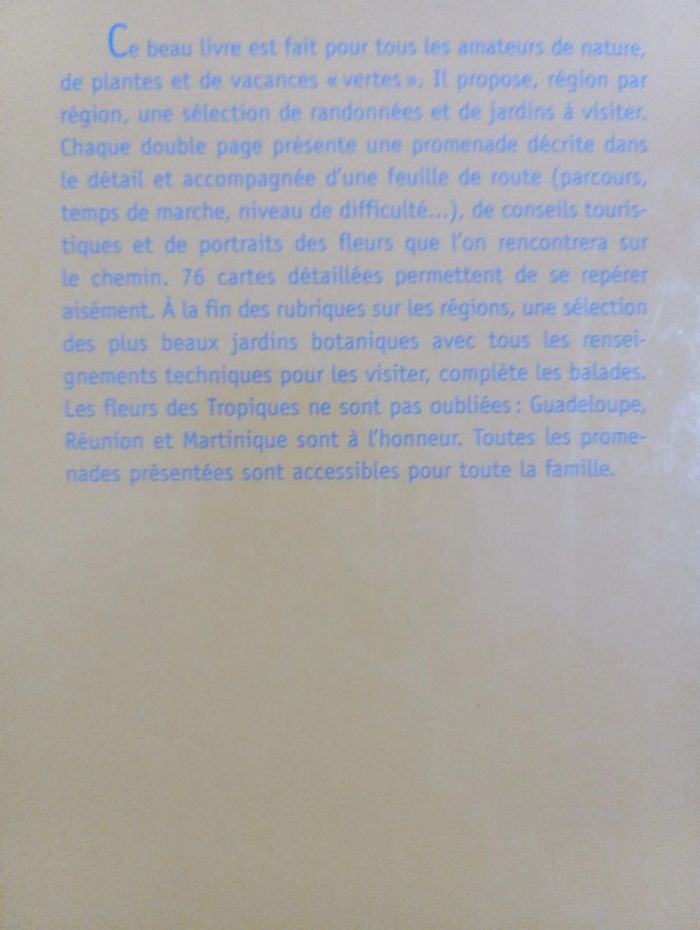 Ce beau livre est fait pour tous les amateurs de nature,
de plantes et de vacances « vertes ». Il propose, région par
région, une sélection de randonnées et de jardins à visiter.
Chaque double page présente une promenade décrite dans
le détail et accompagnée d'une feuille de route (parcours,
temps de marche, niveau de difficulté...), de conseils touris-
tiques et de portraits des fleurs que l'on rencontrera sur
le chemin. 76 cartes détaillées permettent de se repérer
aisément. À la fin des rubriques sur les régions, une sélection
des plus beaux jardins botaniques avec tous les rensei-
gnements techniques pour les visiter, complète les balades.
Les fleurs des Tropiques ne sont pas oubliées : Guadeloupe,
Réunion et Martinique sont à l'honneur. Toutes les prome-
nades présentées sont accessibles pour toute la famille.